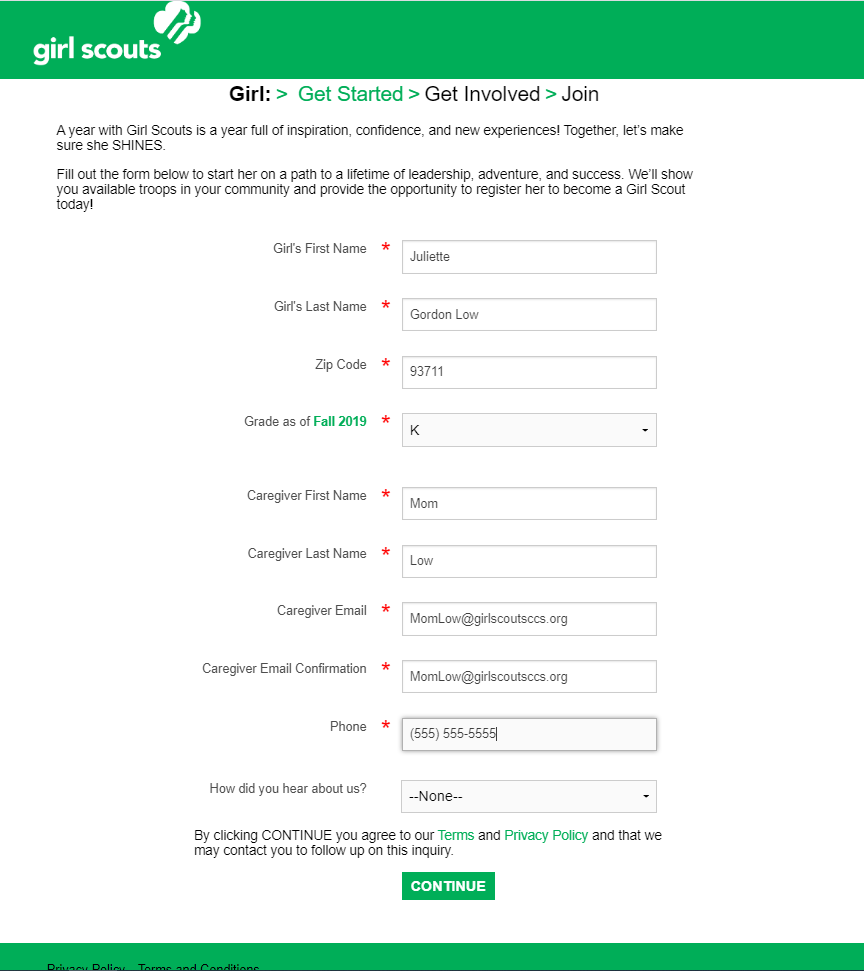 girl scouts
Girl: > Get Started > Get Involved > Join
A year with Girl Scouts is a year full of inspiration, confidence, and new experiences! Together, let's make
sure she SHINES.
Fill out the form below to start her on a path to a lifetime of leadership, adventure, and success. We'll show
you available troops in your community and provide the opportunity to register her to become a Girl Scout
today!
Girl's First Name * Juliette
Girl's Last Name * Gordon Low
Zip Code * 93711
Grade as of Fall 2019 * K
Caregiver First Name * Mom
Caregiver Last Name * Low
Caregiver Email * MomLow@girlscoutsccs.org
Caregiver Email Confirmation * MomLow@girlscoutsccs.org
Phone * (555) 555-5555
How did you hear about us? --None--
By clicking CONTINUE you agree to our Terms and Privacy Policy and that we
may contact you to follow up on this inquiry.
CONTINUE
Privacy Policy Terms and Conditions